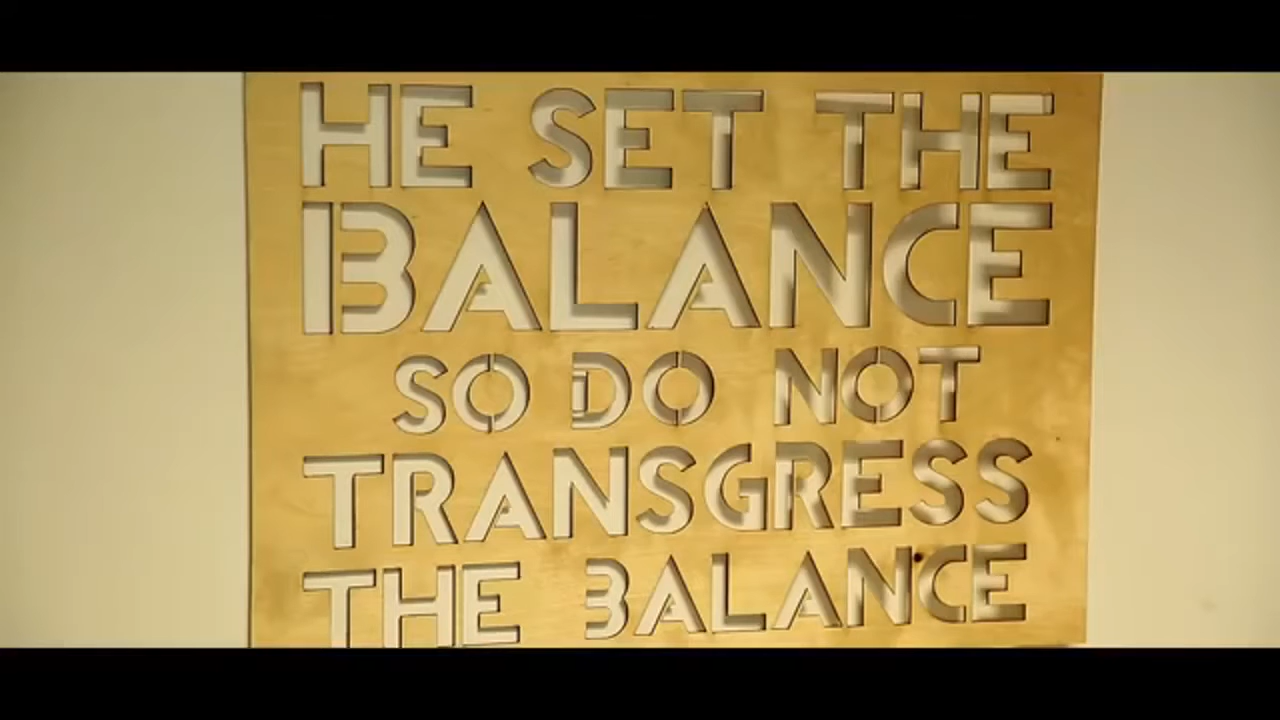 HE SET THE
BALANCE
SO DO NOT
TRANSGRESS
THE BALANCE